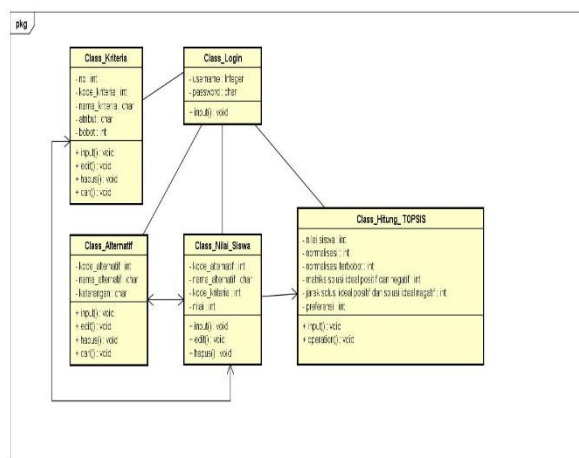 pkg
Class_Kriteria
- no : int
- kode_kriteria : int
- nama_kriteria : char
- atribut : char
- bobot : int
+ input() : void
+ edit() : void
+ hapus() : void
+ cari() : void
Class_Login
- username : Integer
- password : char
+ input() : void
Class_Alternatif
- kode_alternatif : int
- nama_alternatif : char
- keterangan : char
+ input() : void
+ edit() : void
+ hapus() : void
+ cari() : void
Class_Nilai_Siswa
- kode_alternatif : int
- nama_alternatif : char
- kode_kriteria : int
- nilai : int
+ input() : void
+ edit() : void
+ hapus() : void
Class_Hitung_ TOPSIS
- nilai siswa : int
- normalisasi : int
- normalisasi terbobot : int
- matriks solusi ideal positif dan negatif : int
- jarak solusi ideal positif dan solusi ideal negatif : int
- preferensi : int
+ input() : void
+ operation() : void